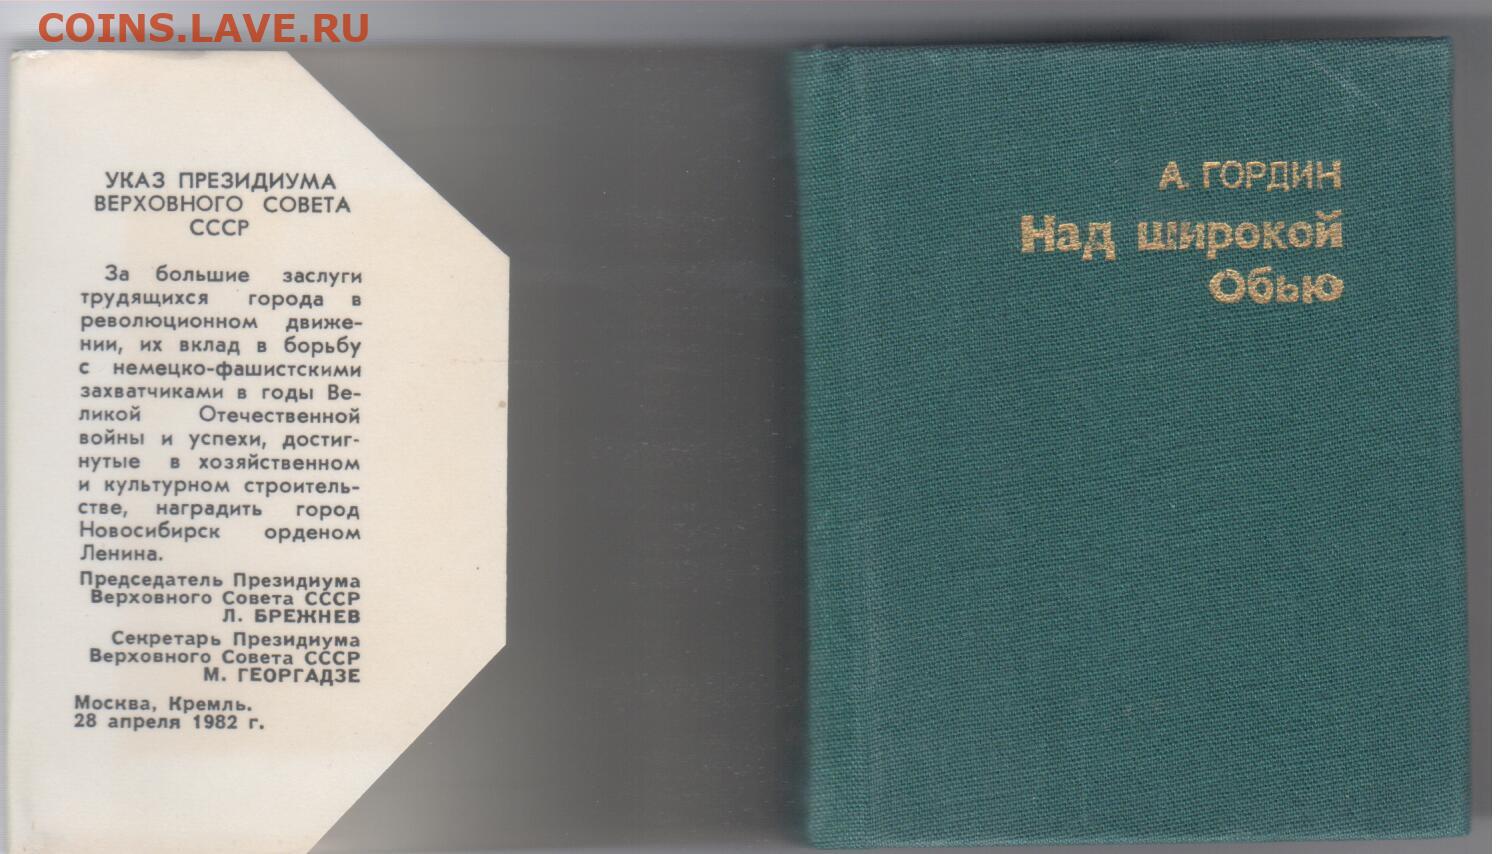 COINS.LAVE.RU
УКАЗ ПРЕЗИДИУМА
ВЕРХОВНОГО СОВЕТА
СССР
За большие заслуги
трудящихся города в
революционном движе-
нии, их вклад в борьбу
с немецко-фашистскими
захватчиками в годы Ве-
ликой Отечественной
войны и успехи, достиг-
нутые в хозяйственном
и культурном строитель-
стве, наградить город
Новосибирск орденом
Ленина.
Председатель Президиума
Верховного Совета СССР
Л. БРЕЖНЕВ
Секретарь Президиума
Верховного Совета СССР
М. ГЕОРГАДЗЕ
Москва, Кремль.
28 апреля 1982 г.
А. ГОРДИН
Над широкой
Обью